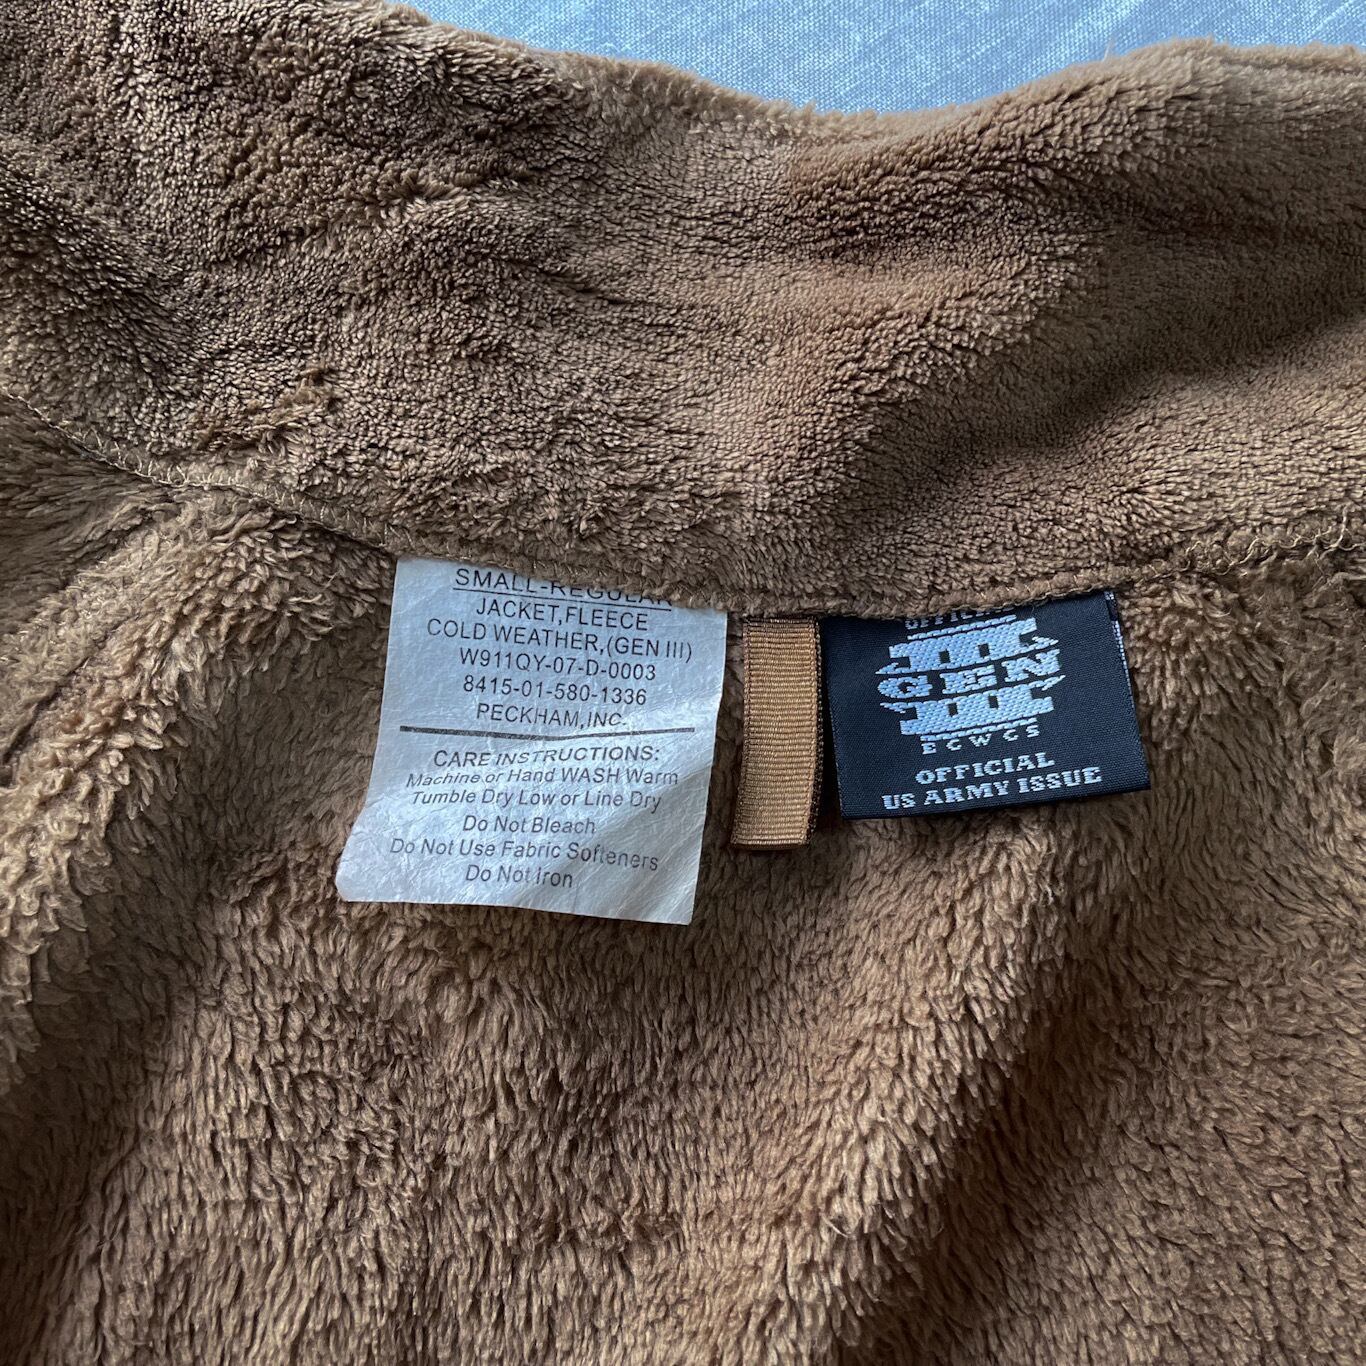 SMALL-REGULAR
JACKET,FLEECE
COLD WEATHER,(GEN III)
W911QY-07-D-0003
8415-01-580-1336
PECKHAM,INC.
CARE INSTRUCTIONS:
Machine or Hand WASH Warm
Tumble Dry Low or Line Dry
Do Not Bleach
Do Not Use Fabric Softeners
Do Not Iron
III
GEN
III
ECWCS
OFFICIAL
US ARMY ISSUE